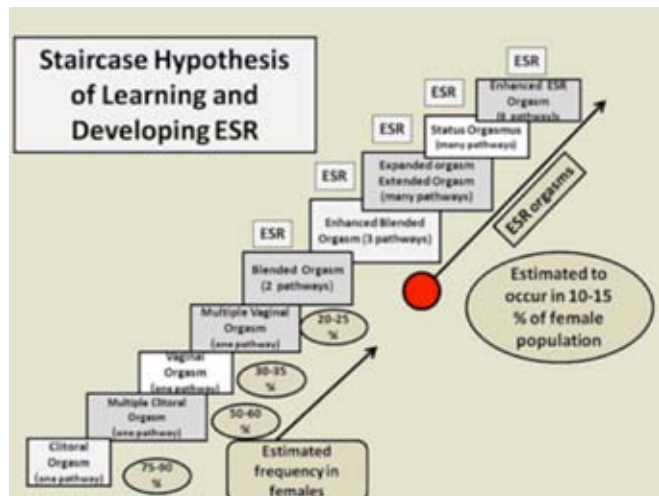 Staircase Hypothesis
of Learning and
Developing ESR
ESR
Enhanced ESR
Orgasm
(6 pathways
ESR
Status Orgasmus
(many pathways)
ESR
Expanded orgasm
Extended Orgasm
(many pathways)
ESR
Enhanced Blended
Orgasm (3 pathways)
ESR
Blended Orgasm
(2 pathways)
Multiple Vaginal
Orgasm
(one pathway)
20-25
%
Vaginal
Orgasm
(one pathway)
30-35
%
Multiple Clitoral
Orgasm
(one pathway)
50-60
%
Clitoral
Orgasm
(one pathway)
75-90
%
Estimated
frequency in
females
ESR orgasms
Estimated to
occur in 10-15
% of female
population